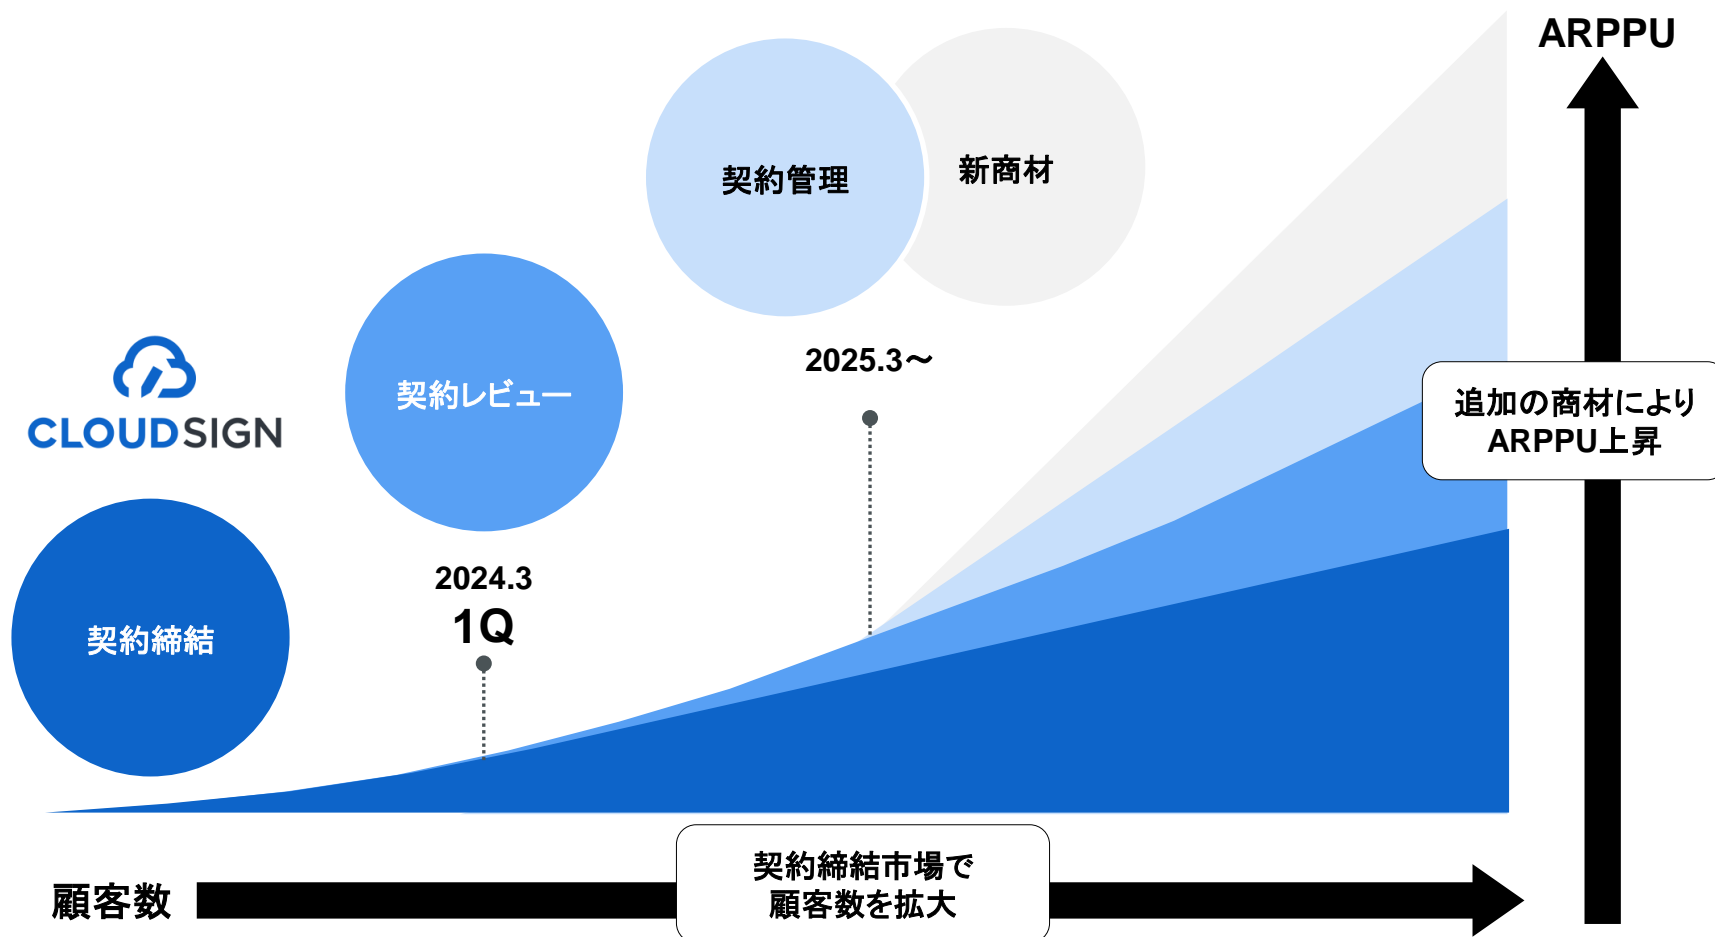 ARPPU
契約管理
新商材
2025.3～
契約レビュー
CLOUDSIGN
追加の商材により
ARPPU上昇
2024.3
1Q
契約締結
契約締結市場で
顧客数を拡大
顧客数